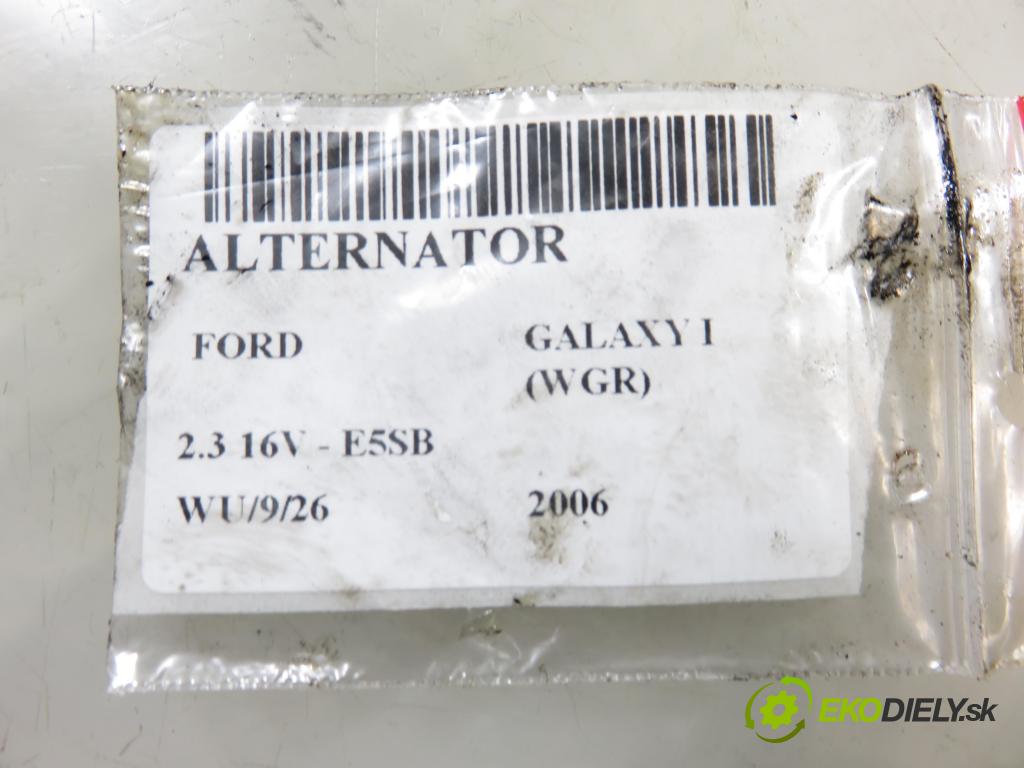 ALTERNATOR
FORD GALAXY I
(WGR)
2.3 16V - E5SB
WU/9/26 2006
EKODIELY.sk